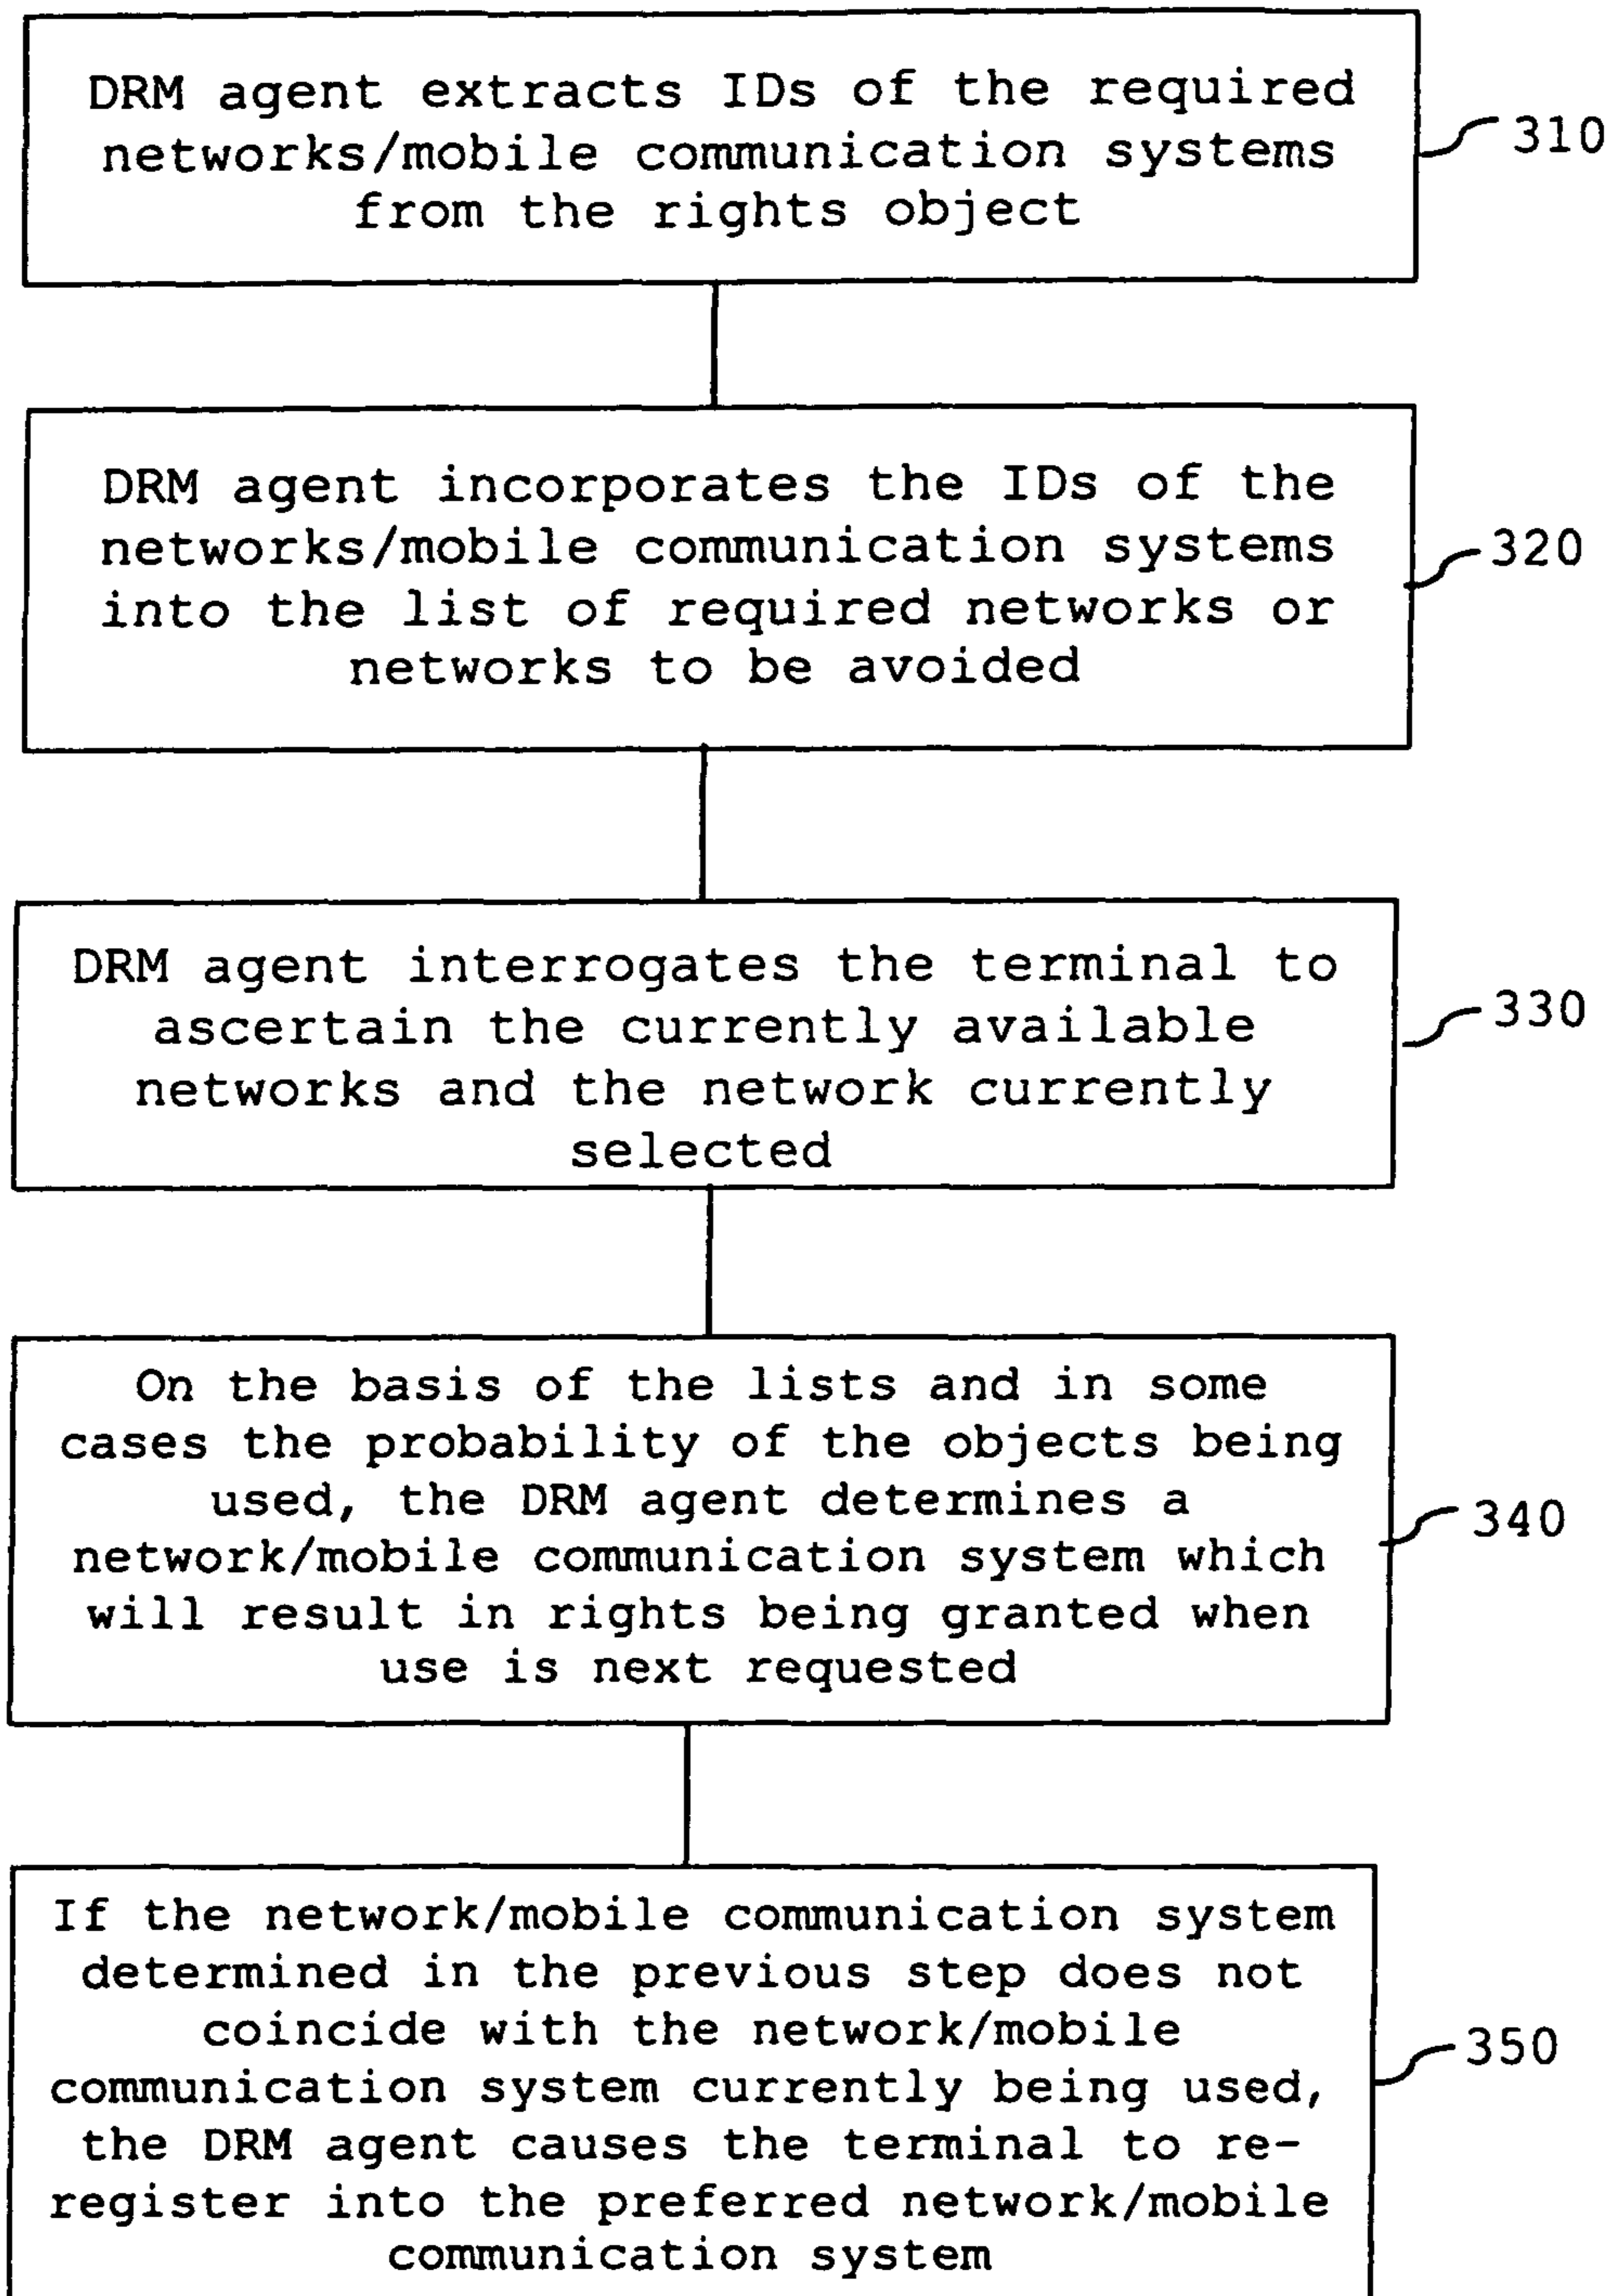 DRM agent extracts IDs of the required
networks/mobile communication systems
from the rights object
310
DRM agent incorporates the IDs of the
networks/mobile communication systems
into the list of required networks or
networks to be avoided
320
DRM agent interrogates the terminal to
ascertain the currently available
networks and the network currently
selected
330
On the basis of the lists and in some
cases the probability of the objects being
used, the DRM agent determines a
network/mobile communication system which
will result in rights being granted when
use is next requested
340
If the network/mobile communication system
determined in the previous step does not
coincide with the network/mobile
communication system currently being used,
the DRM agent causes the terminal to re-
register into the preferred network/mobile
communication system
350